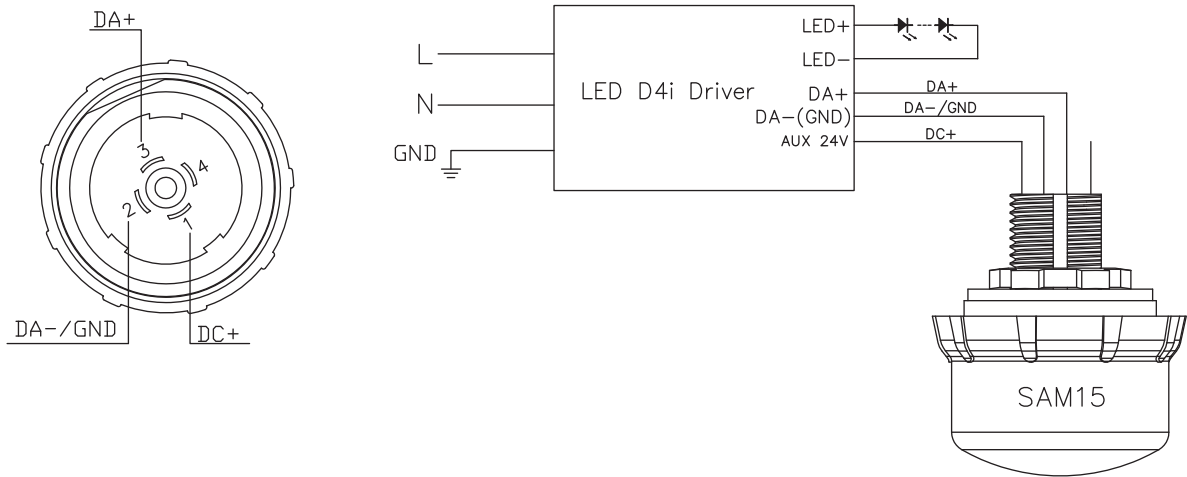 DA+
3
4
2
1
DA-/GND
DC+
L
N
GND
LED D4i Driver
LED+
LED-
DA+
DA-(GND)
AUX 24V
DA+
DA-/GND
DC+
SAM15